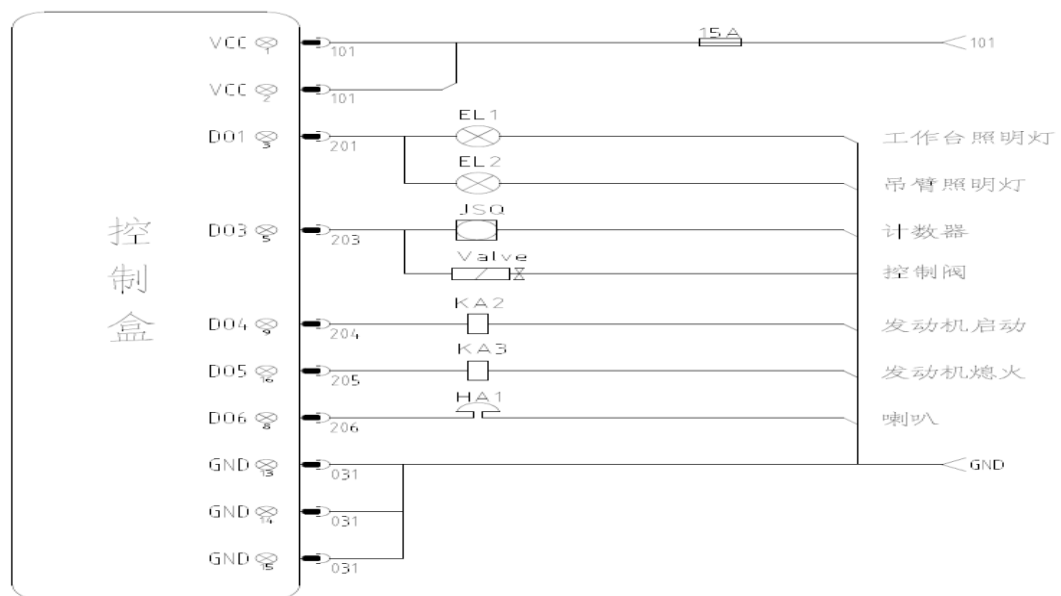 15A
VCC 1 101 101
VCC 2 101
EL1
DO1 3 201 工作台照明灯
EL2
吊臂照明灯
JSQ
DO3 5 203 计数器
Valve
控制阀
控
制
盒
KA2
DO4 9 204 发动机启动
KA3
DO5 16 205 发动机熄火
HA1
DO6 8 206 喇叭
GND 13 031 GND
GND 14 031
GND 15 031